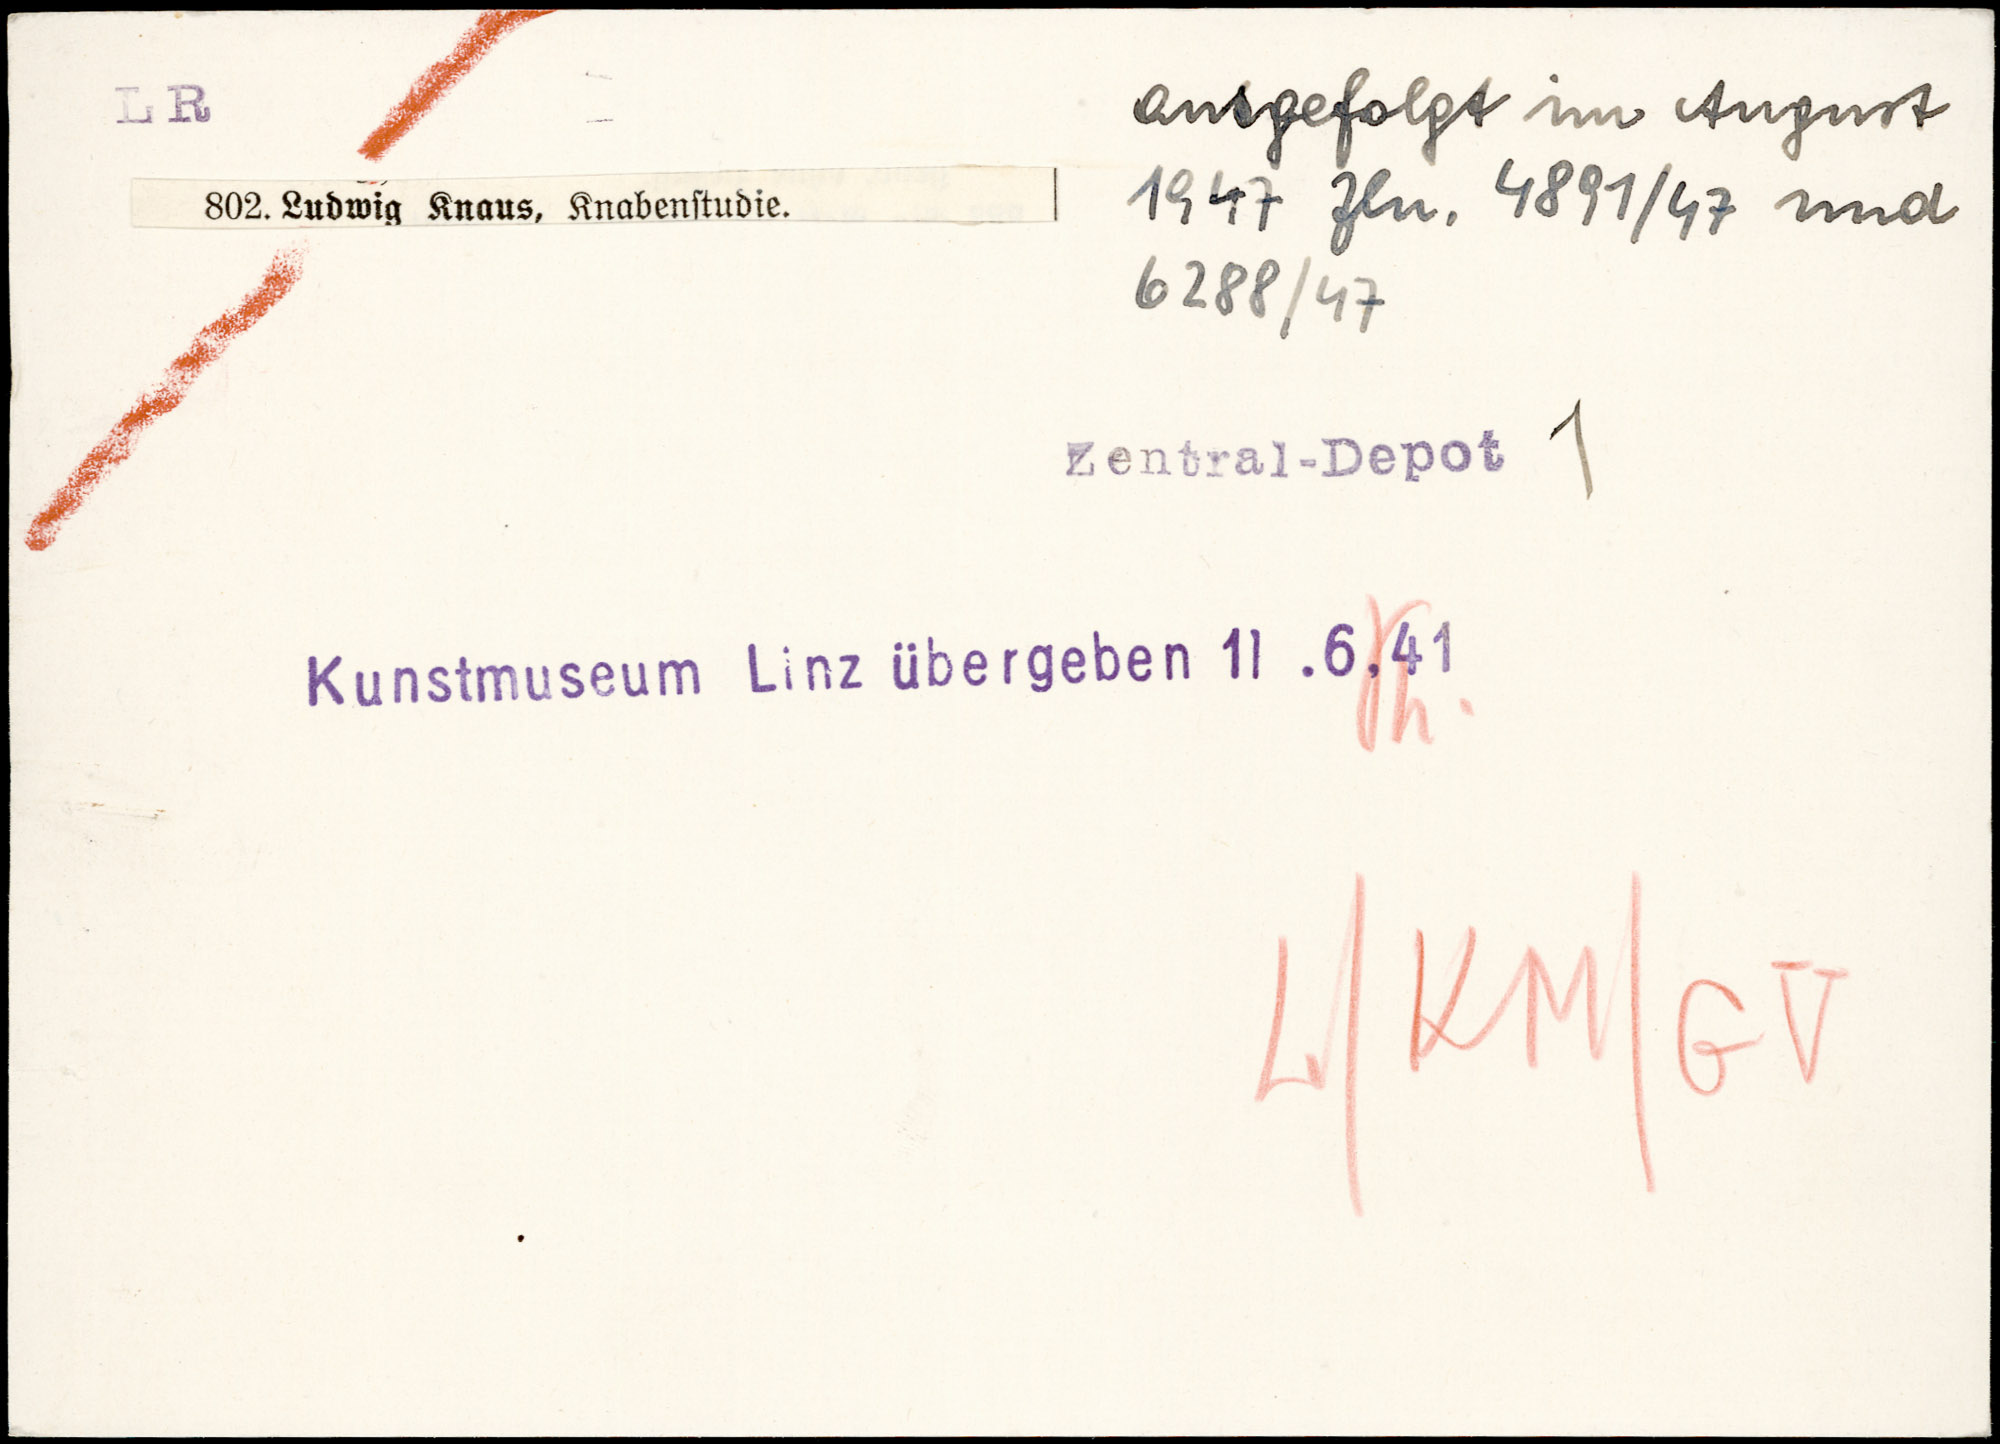 LR
802. Ludwig Knaus, Knabenstudie.
ausgefolgt im August
1947 Zln. 4891/47 und
6288/47
Zentral-Depot 1
Kunstmuseum Linz übergeben 11.6.41
L/KM/GV